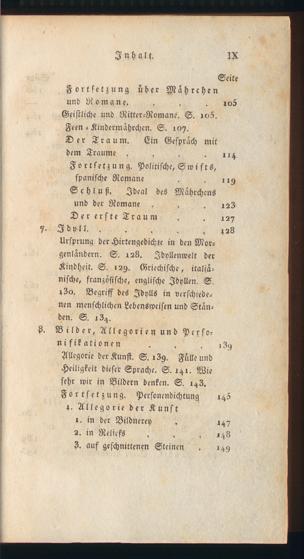 Inhalt. IX
Seite
Fortsetzung über Mährchen
und Romane. . . . 105
Geistliche und Ritter-Romane. S. 105.
Feen-Kindermährchen. S. 107.
Der Traum. Ein Gespräch mit
dem Traume . . . . 114
Fortsetzung. Politische, Swifts,
spanische Romane . . 119
Schluß. Ideal des Mährchens
und der Romane . . . 123
Der erste Traum . . 127
7. Idyll. . . . . . 128
Ursprung der Hirtengedichte in den Mor-
genländern. S. 128. Idyllenwelt der
Kindheit. S. 129. Griechische, italiä-
nische, französische, englische Idyllen. S.
130. Begriff des Idylls in verschiede-
nen menschlichen Lebensweisen und Stän-
den. S. 134.
8. Bilder, Allegorien und Perso-
nifikationen . . . 139
Allegorie der Kunst. S. 139. Fülle und
Heiligkeit dieser Sprache. S. 141. Wie
sehr wir in Bildern denken. S. 143.
Fortsetzung. Personendichtung 145
1. Allegorie der Kunst
1. in der Bildnerey . . 147
2. in Reliefs . . . 148
3. auf geschnittenen Steinen . 149